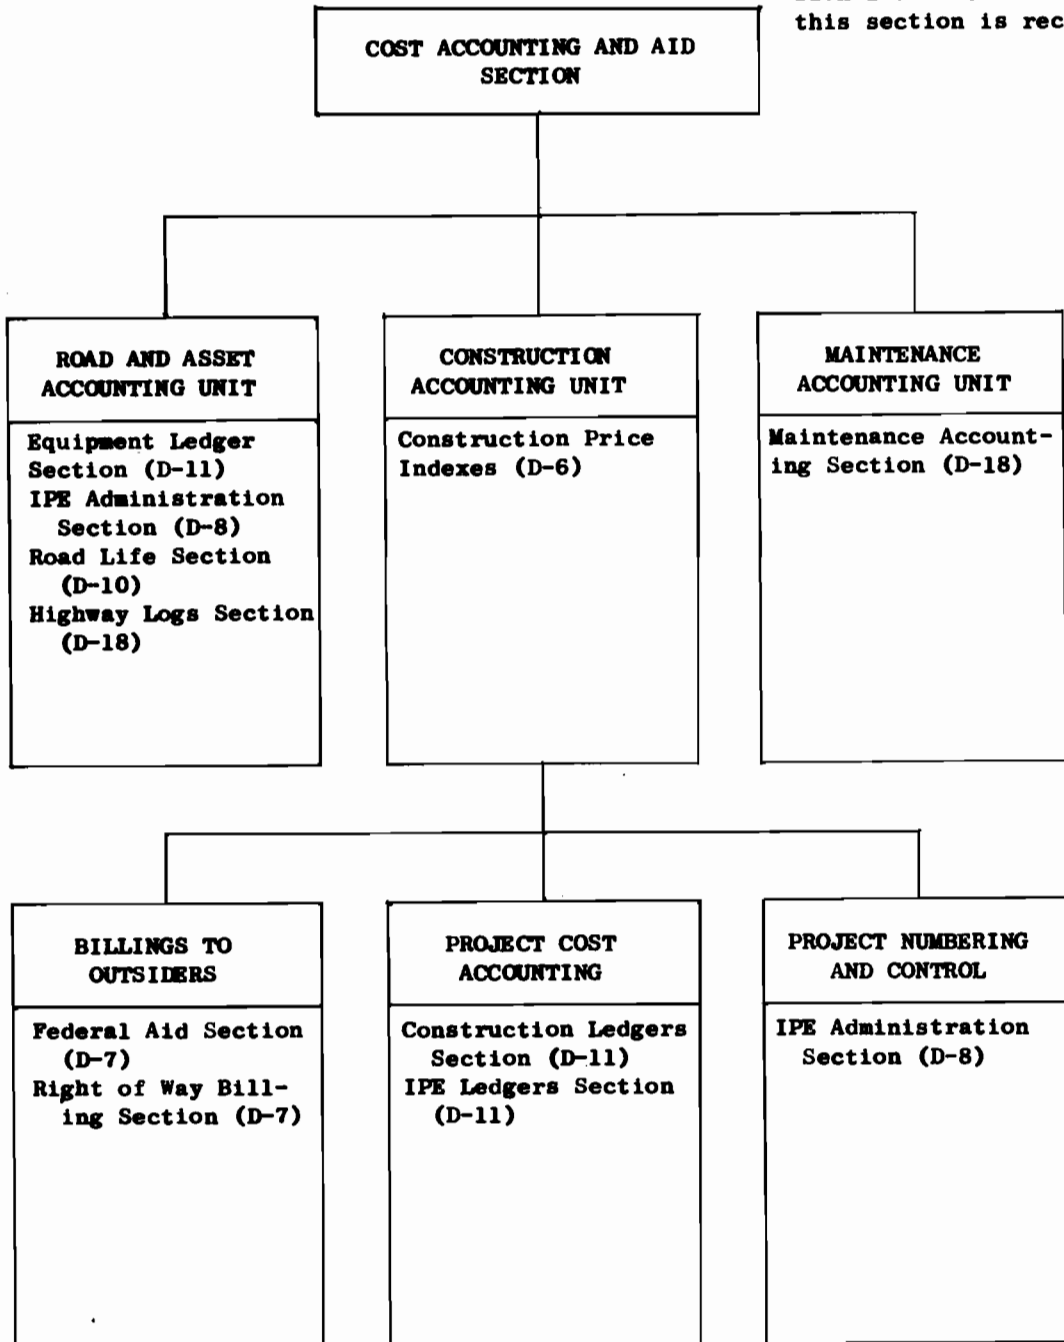 this section is rec
COST ACCOUNTING AND AID
SECTION
ROAD AND ASSET
ACCOUNTING UNIT
Equipment Ledger
Section (D-11)
IPE Administration
Section (D-8)
Road Life Section
(D-10)
Highway Logs Section
(D-18)
CONSTRUCTION
ACCOUNTING UNIT
Construction Price
Indexes (D-6)
MAINTENANCE
ACCOUNTING UNIT
Maintenance Account-
ing Section (D-18)
BILLINGS TO
OUTSIDERS
Federal Aid Section
(D-7)
Right of Way Bill-
ing Section (D-7)
PROJECT COST
ACCOUNTING
Construction Ledgers
Section (D-11)
IPE Ledgers Section
(D-11)
PROJECT NUMBERING
AND CONTROL
IPE Administration
Section (D-8)